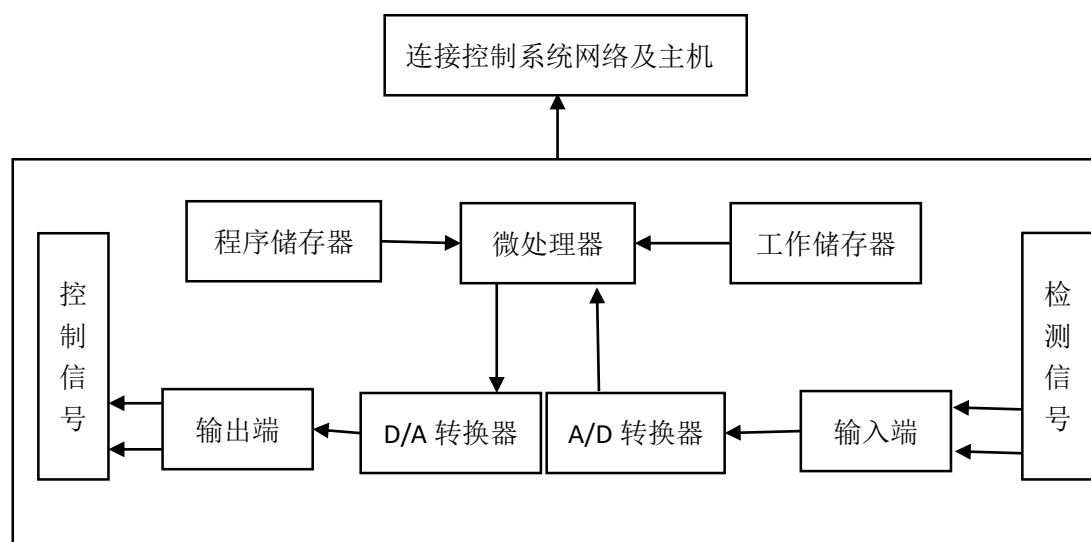 连接控制系统网络及主机
程序储存器
微处理器
工作储存器
控制信号
检测信号
输出端
D/A 转换器
A/D 转换器
输入端